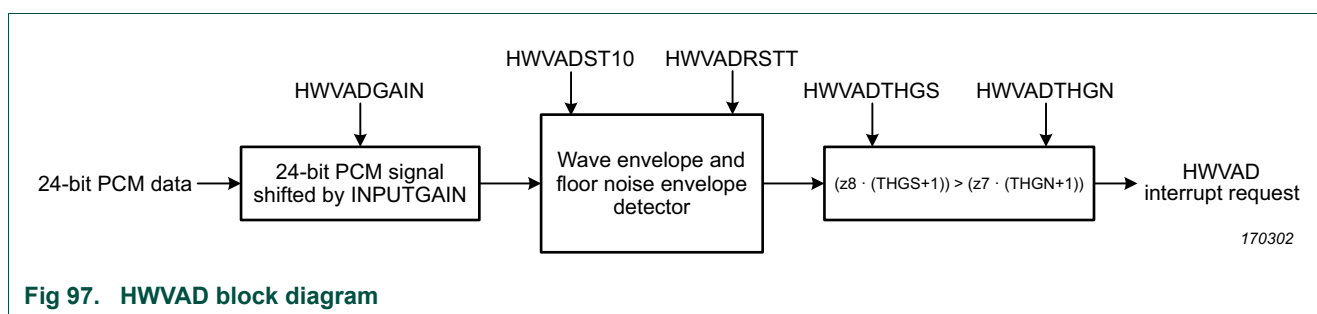 HWVADST10
HWVADRSTT
HWVADGAIN
HWVADTHGS
HWVADTHGN
24-bit PCM data
24-bit PCM signal
shifted by INPUTGAIN
Wave envelope and
floor noise envelope
detector
(z8 · (THGS+1)) > (z7 · (THGN+1))
HWVAD
interrupt request
170302
Fig 97. HWVAD block diagram